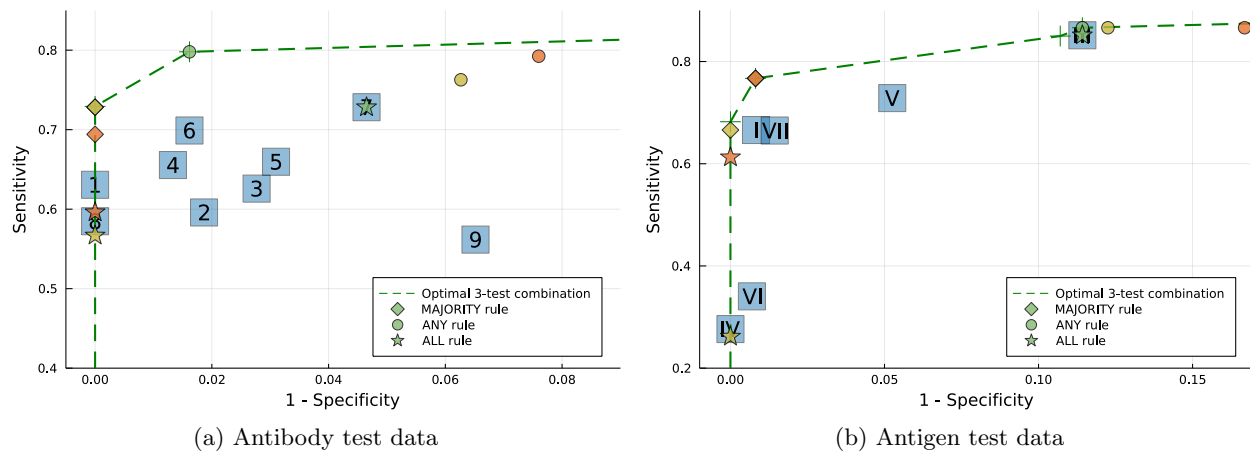 0.8
0.7
0.6
0.5
0.4
Sensitivity
6
4
5
1
3
2
8
9
Optimal 3-test combination
MAJORITY rule
ANY rule
ALL rule
0.00
0.02
0.04
0.06
0.08
1 - Specificity
(a) Antibody test data
0.8
0.6
0.4
0.2
Sensitivity
V
I
VII
VI
IV
Optimal 3-test combination
MAJORITY rule
ANY rule
ALL rule
0.00
0.05
0.10
0.15
1 - Specificity
(b) Antigen test data